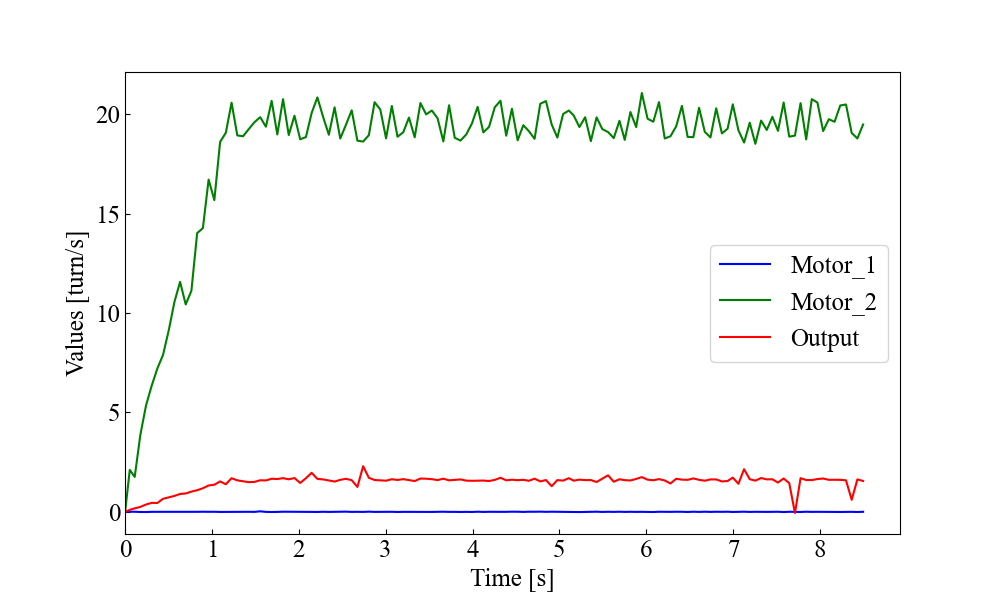 20
15
10
5
0
Values [turn/s]
Motor_1
Motor_2
Output
0 1 2 3 4 5 6 7 8
Time [s]